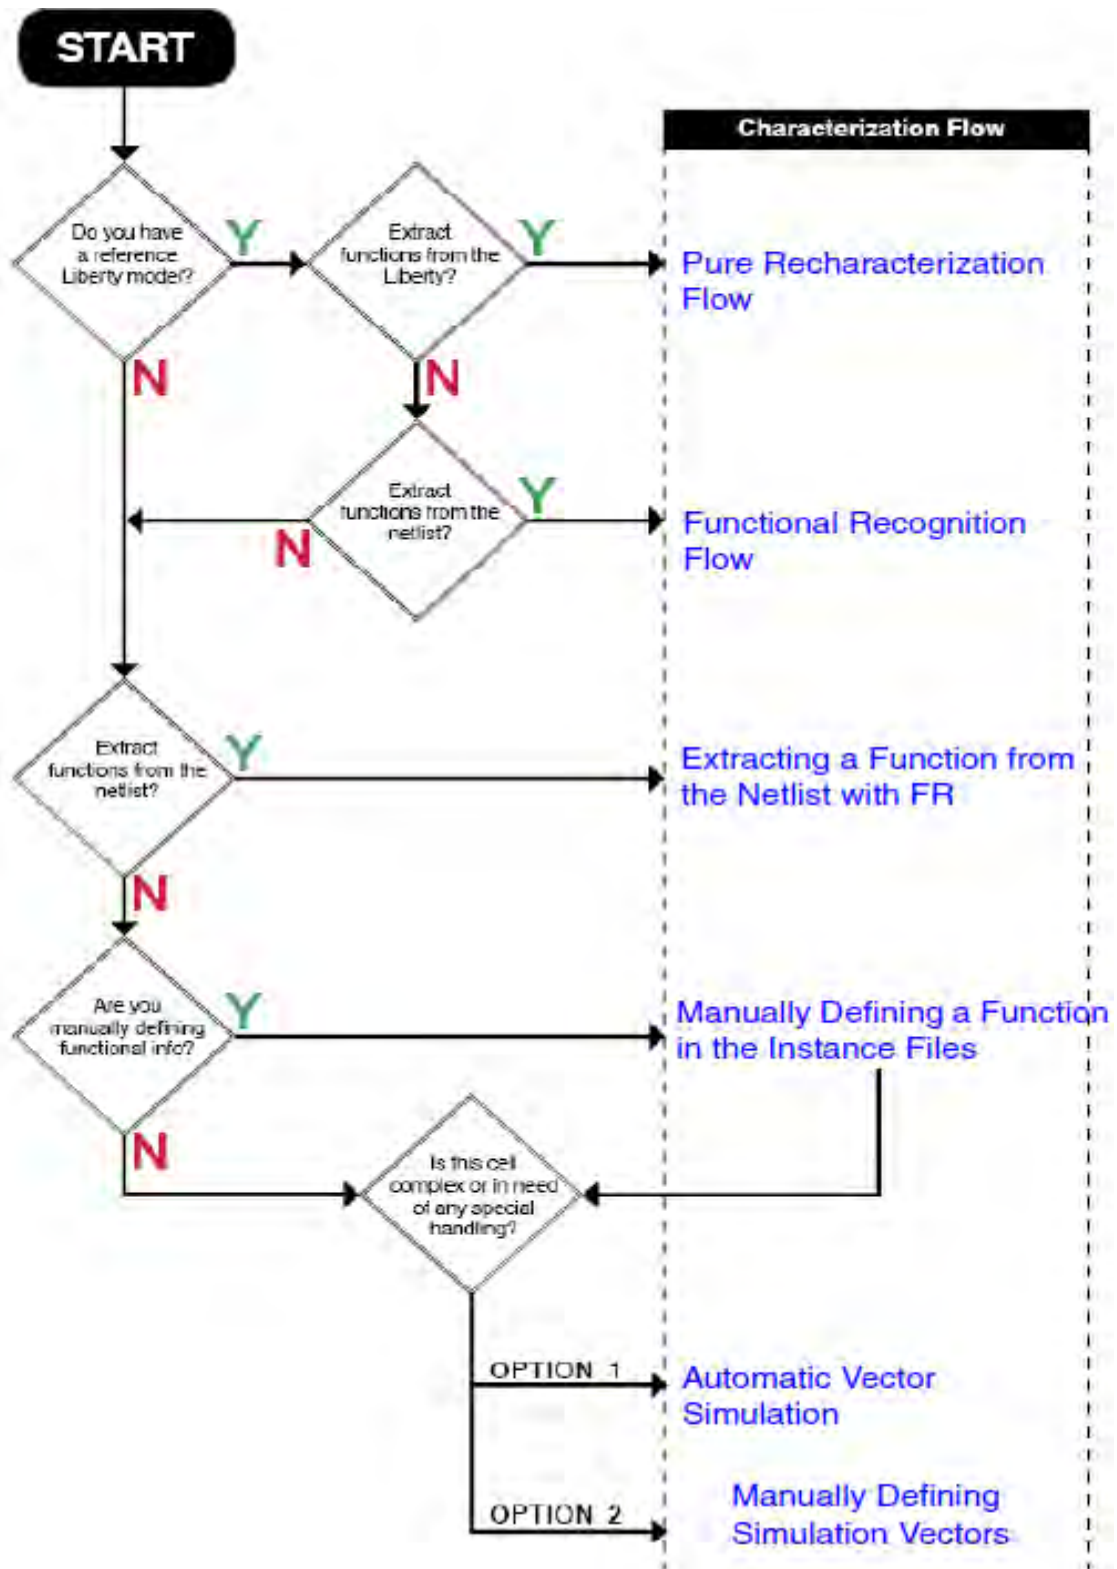 START
Characterization Flow
Do you have
a reference
Liberty model?
Y
Extract
functions from the
Liberty?
Y
Pure Recharacterization
Flow
N
N
Extract
functions from the
netlist?
Y
N
Functional Recognition
Flow
Extract
functions from the
netlist?
Y
Extracting a Function from
the Netlist with FR
N
Are you
manually defining
functional info?
Y
Manually Defining a Function
in the Instance Files
N
Is this cell
complex or in need
of any special
handling?
OPTION 1
Automatic Vector
Simulation
OPTION 2
Manually Defining
Simulation Vectors